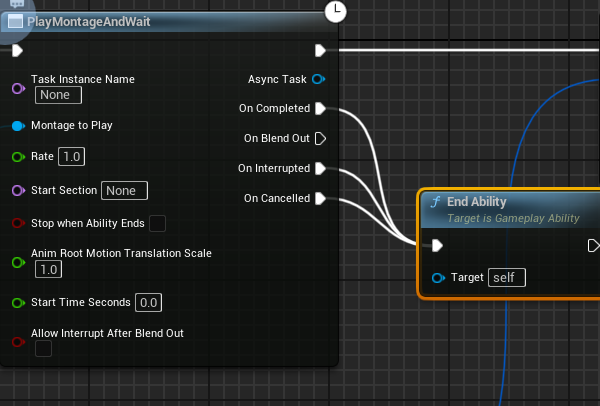 PlayMontageAndWait
Task Instance Name
None
Async Task
On Completed
Montage to Play
On Blend Out
Rate 1.0
On Interrupted
Start Section None
On Cancelled
Stop when Ability Ends
Anim Root Motion Translation Scale
1.0
Start Time Seconds 0.0
Allow Interrupt After Blend Out
f End Ability
Target is Gameplay Ability
Target self